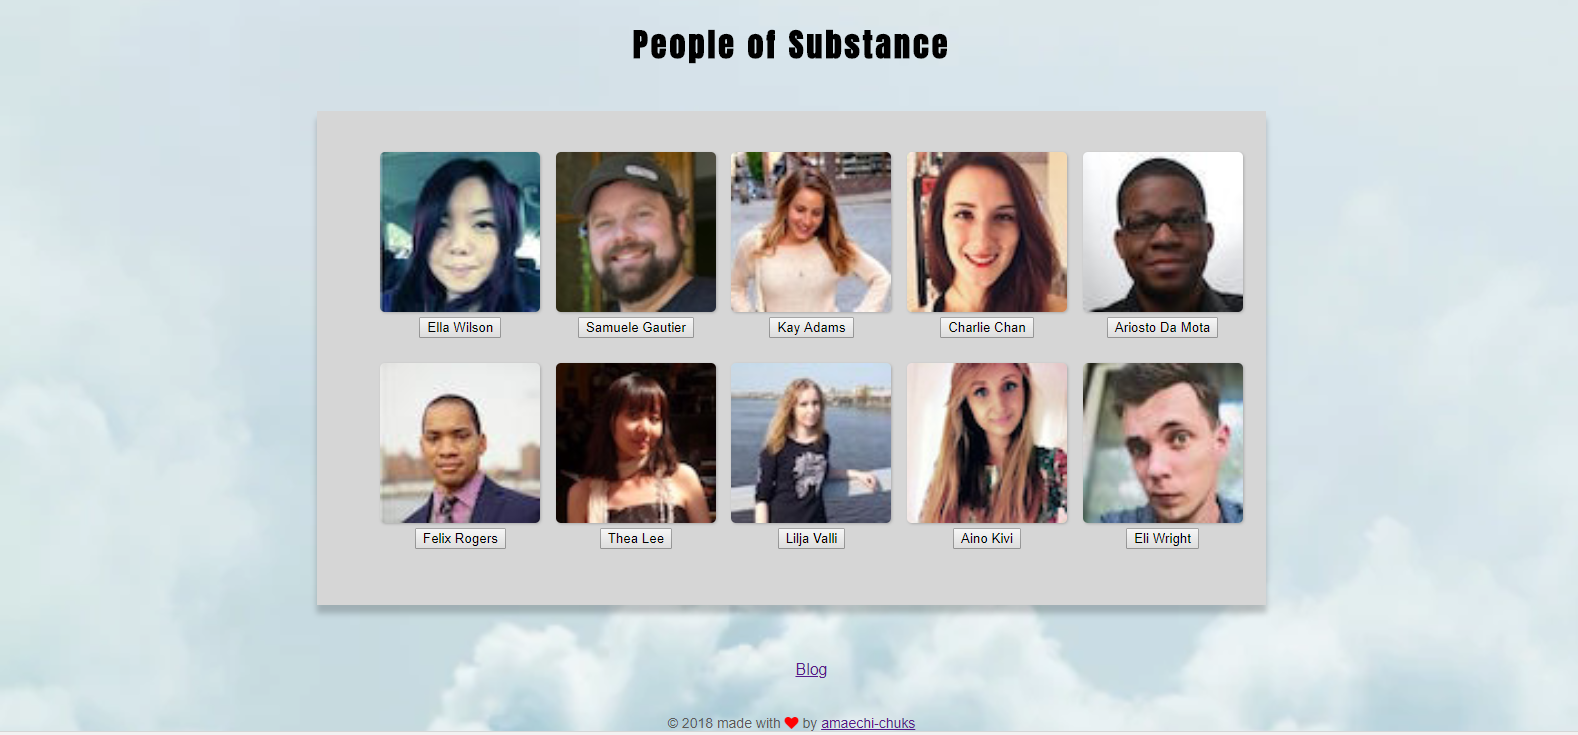 People of Substance
Ella Wilson
Samuele Gautier
Kay Adams
Charlie Chan
Ariosto Da Mota
Felix Rogers
Thea Lee
Lilja Valli
Aino Kivi
Eli Wright
Blog
© 2018 made with ❤ by amaechi-chuks